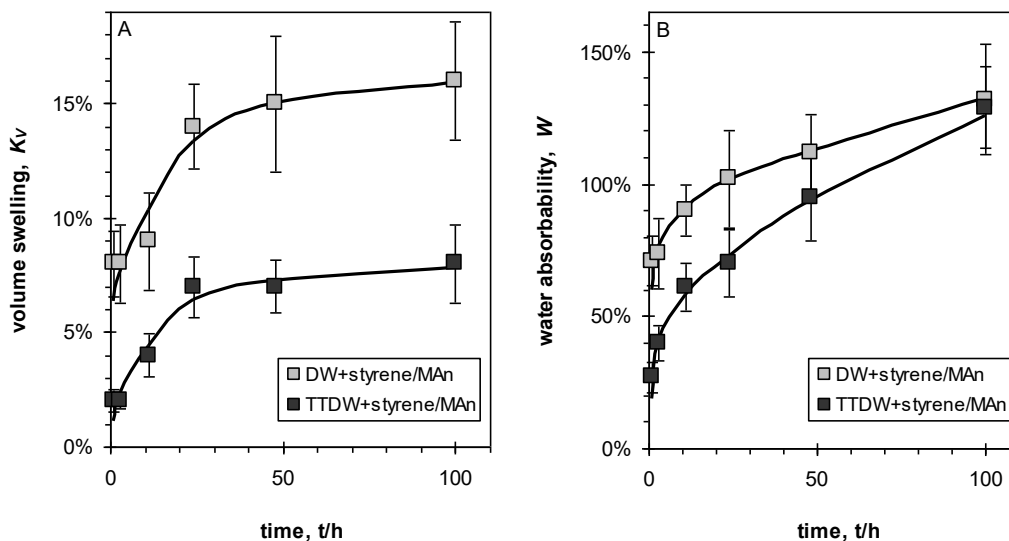 A
volume swelling, Kv
15%
10%
5%
0%
DW+styrene/MAn
TTDW+styrene/MAn
0
50
100
time, t/h
B
water absorbability, W
150%
100%
50%
0%
DW+styrene/MAn
TTDW+styrene/MAn
0
50
100
time, t/h